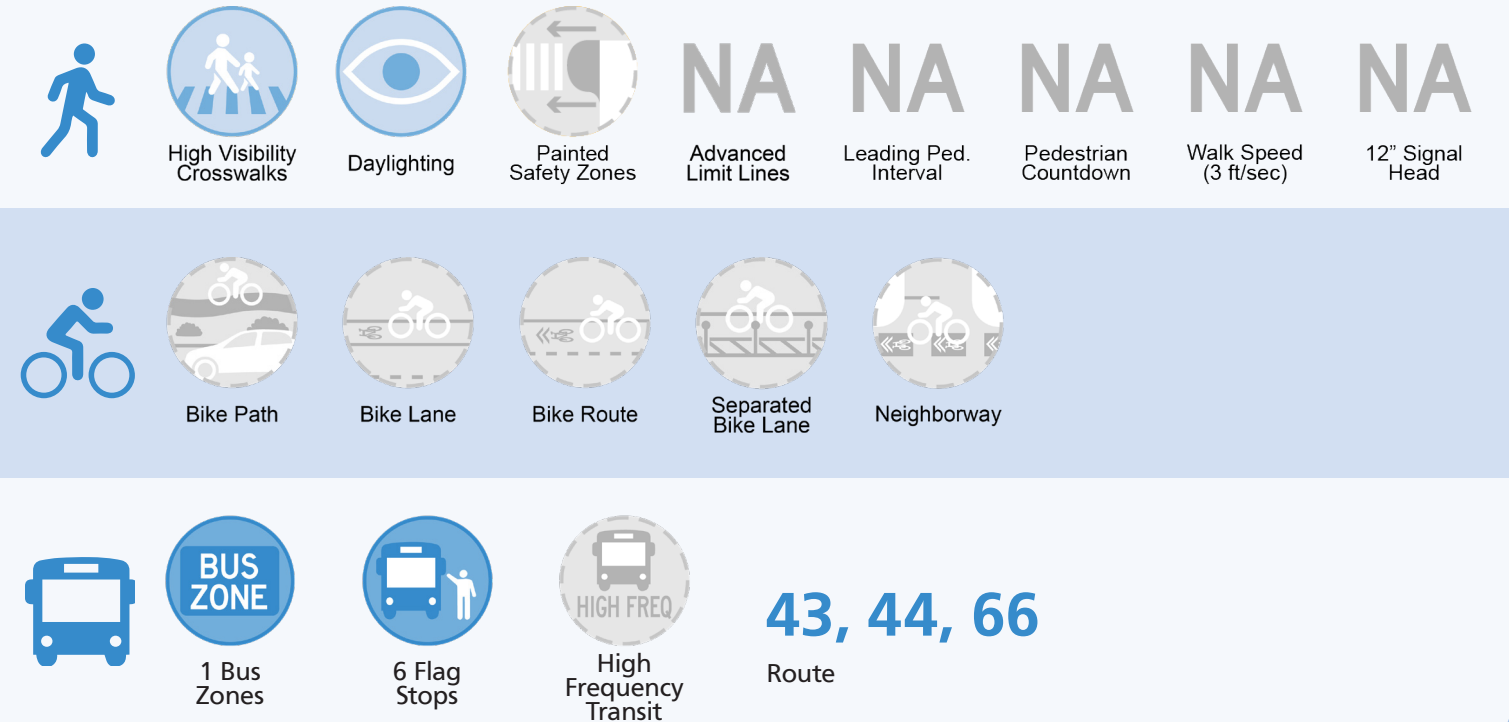 NA NA NA NA NA
High Visibility
Crosswalks
Daylighting
Painted
Safety Zones
Advanced
Limit Lines
Leading Ped.
Interval
Pedestrian
Countdown
Walk Speed
(3 ft/sec)
12” Signal
Head
Bike Path
Bike Lane
Bike Route
Separated
Bike Lane
Neighborway
BUS
ZONE
1 Bus
Zones
6 Flag
Stops
HIGH FREQ
High
Frequency
Transit
43, 44, 66
Route